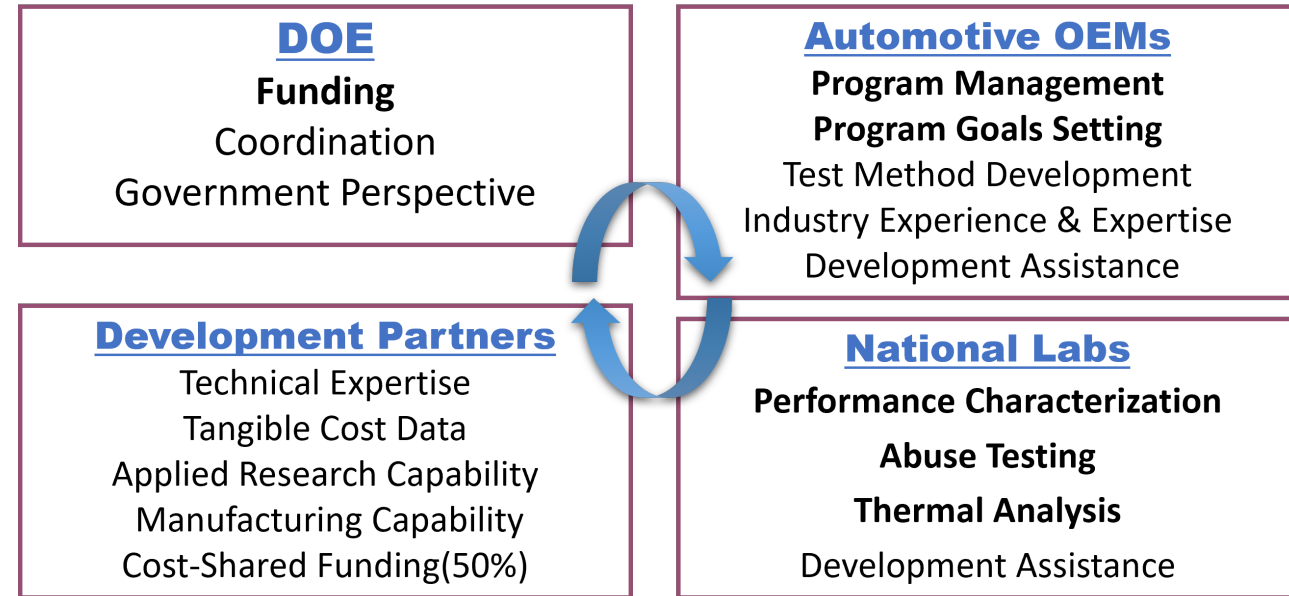 DOE
Funding
Coordination
Government Perspective
Automotive OEMs
Program Management
Program Goals Setting
Test Method Development
Industry Experience & Expertise
Development Assistance
Development Partners
Technical Expertise
Tangible Cost Data
Applied Research Capability
Manufacturing Capability
Cost-Shared Funding(50%)
National Labs
Performance Characterization
Abuse Testing
Thermal Analysis
Development Assistance